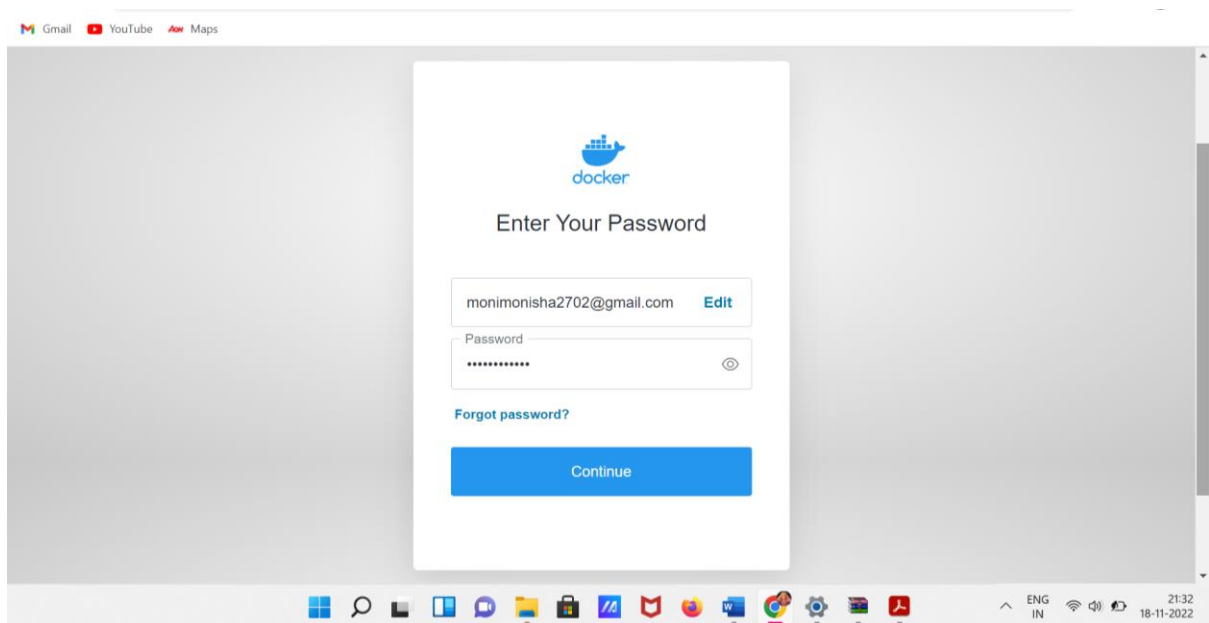 Gmail YouTube Maps
docker
Enter Your Password
monimonisha2702@gmail.com Edit
Password
••••••••••••
Forgot password?
Continue
ENG 21:32
IN 18-11-2022